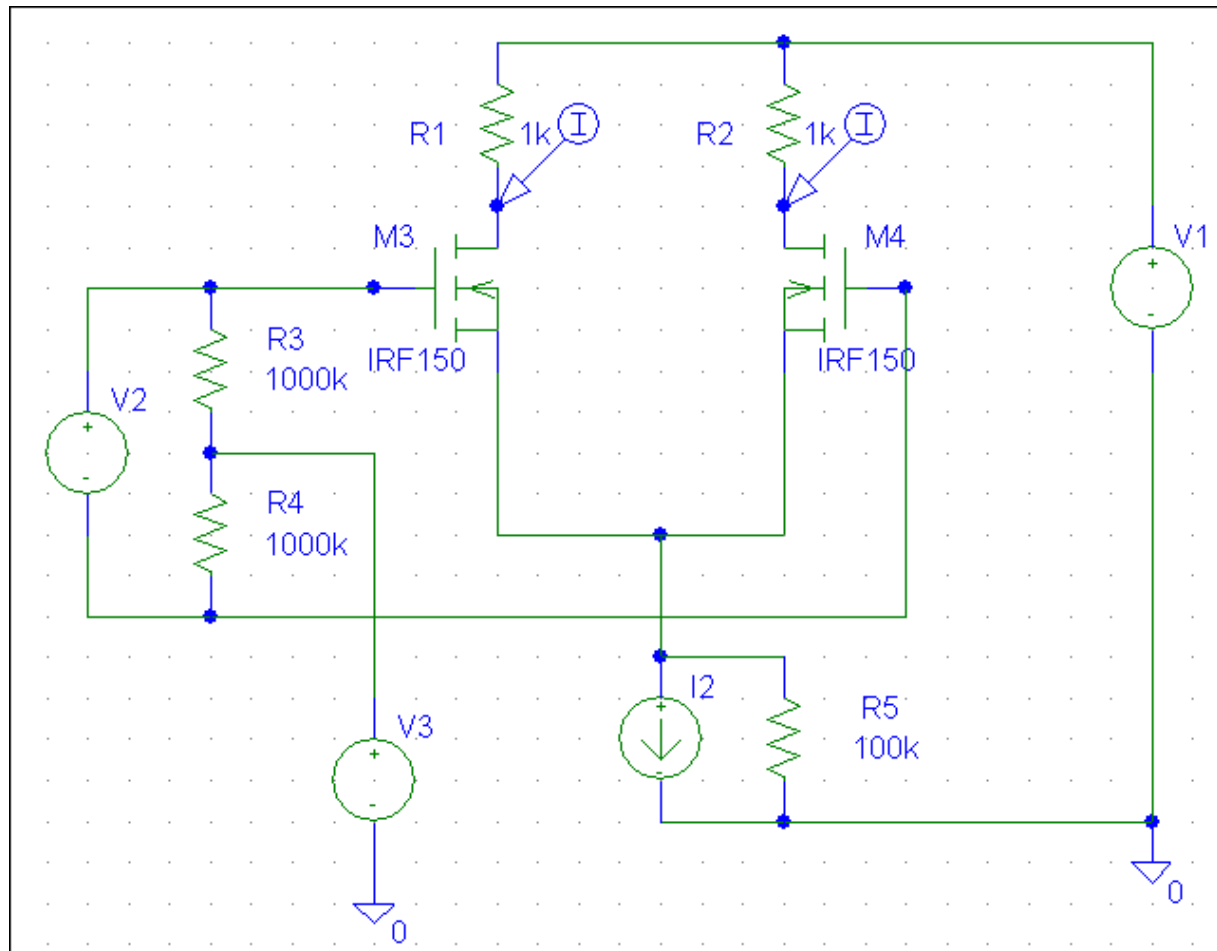 R1
1k
I
R2
1k
I
M3
M4
V1
+
-
IRF150
IRF150
R3
1000k
V2
+
-
R4
1000k
V3
+
-
I2
+
-
R5
100k
0
0